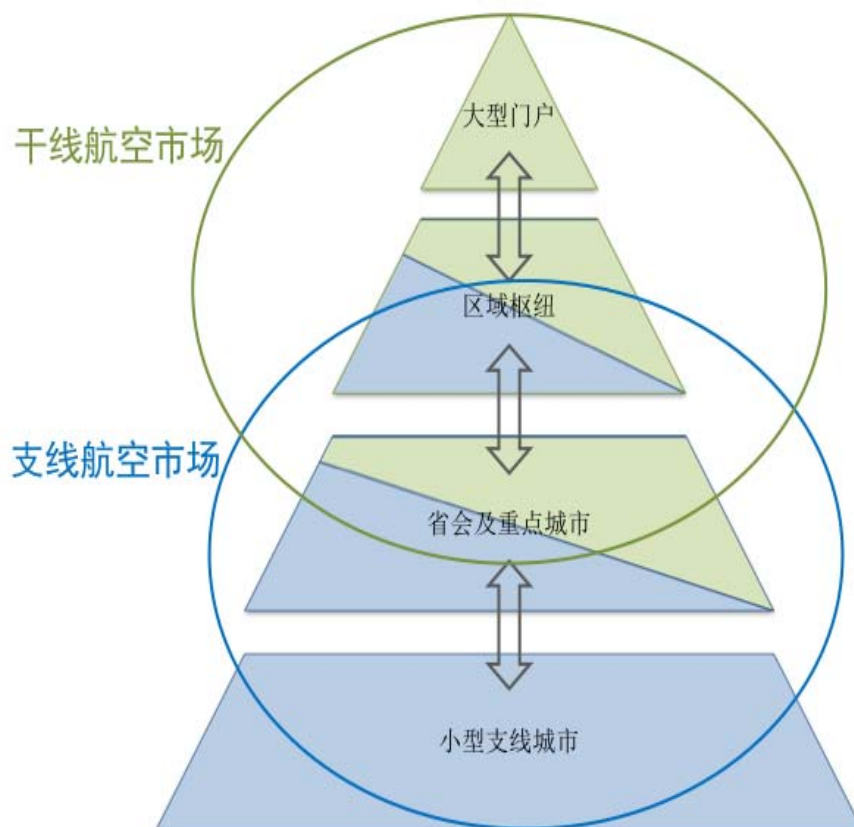 大型门户
干线航空市场
区域枢纽
支线航空市场
省会及重点城市
小型支线城市